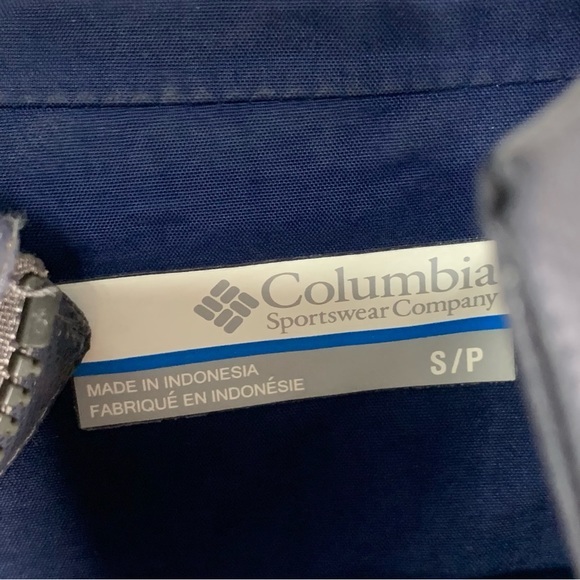 Columbia
Sportswear Company
MADE IN INDONESIA
FABRIQUÉ EN INDONÉSIE
S/P